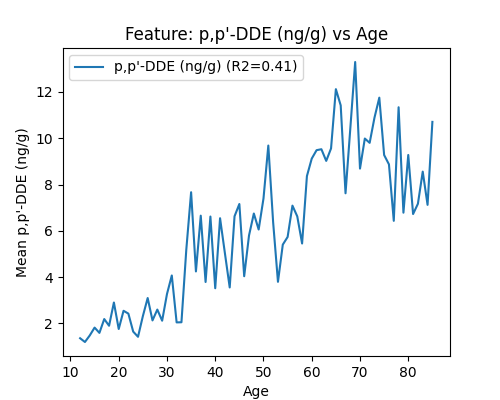 Feature: p,p'-DDE (ng/g) vs Age
p,p'-DDE (ng/g) (R2=0.41)
Mean p,p'-DDE (ng/g)
12
10
8
6
4
2
10 20 30 40 50 60 70 80
Age